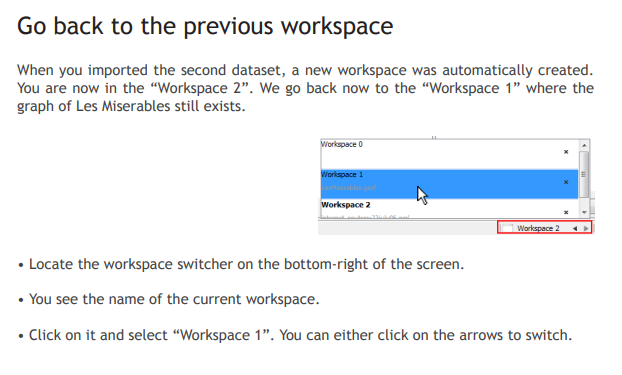 Go back to the previous workspace
When you imported the second dataset, a new workspace was automatically created.
You are now in the “Workspace 2”. We go back now to the “Workspace 1” where the
graph of Les Miserables still exists.
Workspace 0
Workspace 1
Workspace 2
Workspace 2
• Locate the workspace switcher on the bottom-right of the screen.
• You see the name of the current workspace.
• Click on it and select “Workspace 1”. You can either click on the arrows to switch.